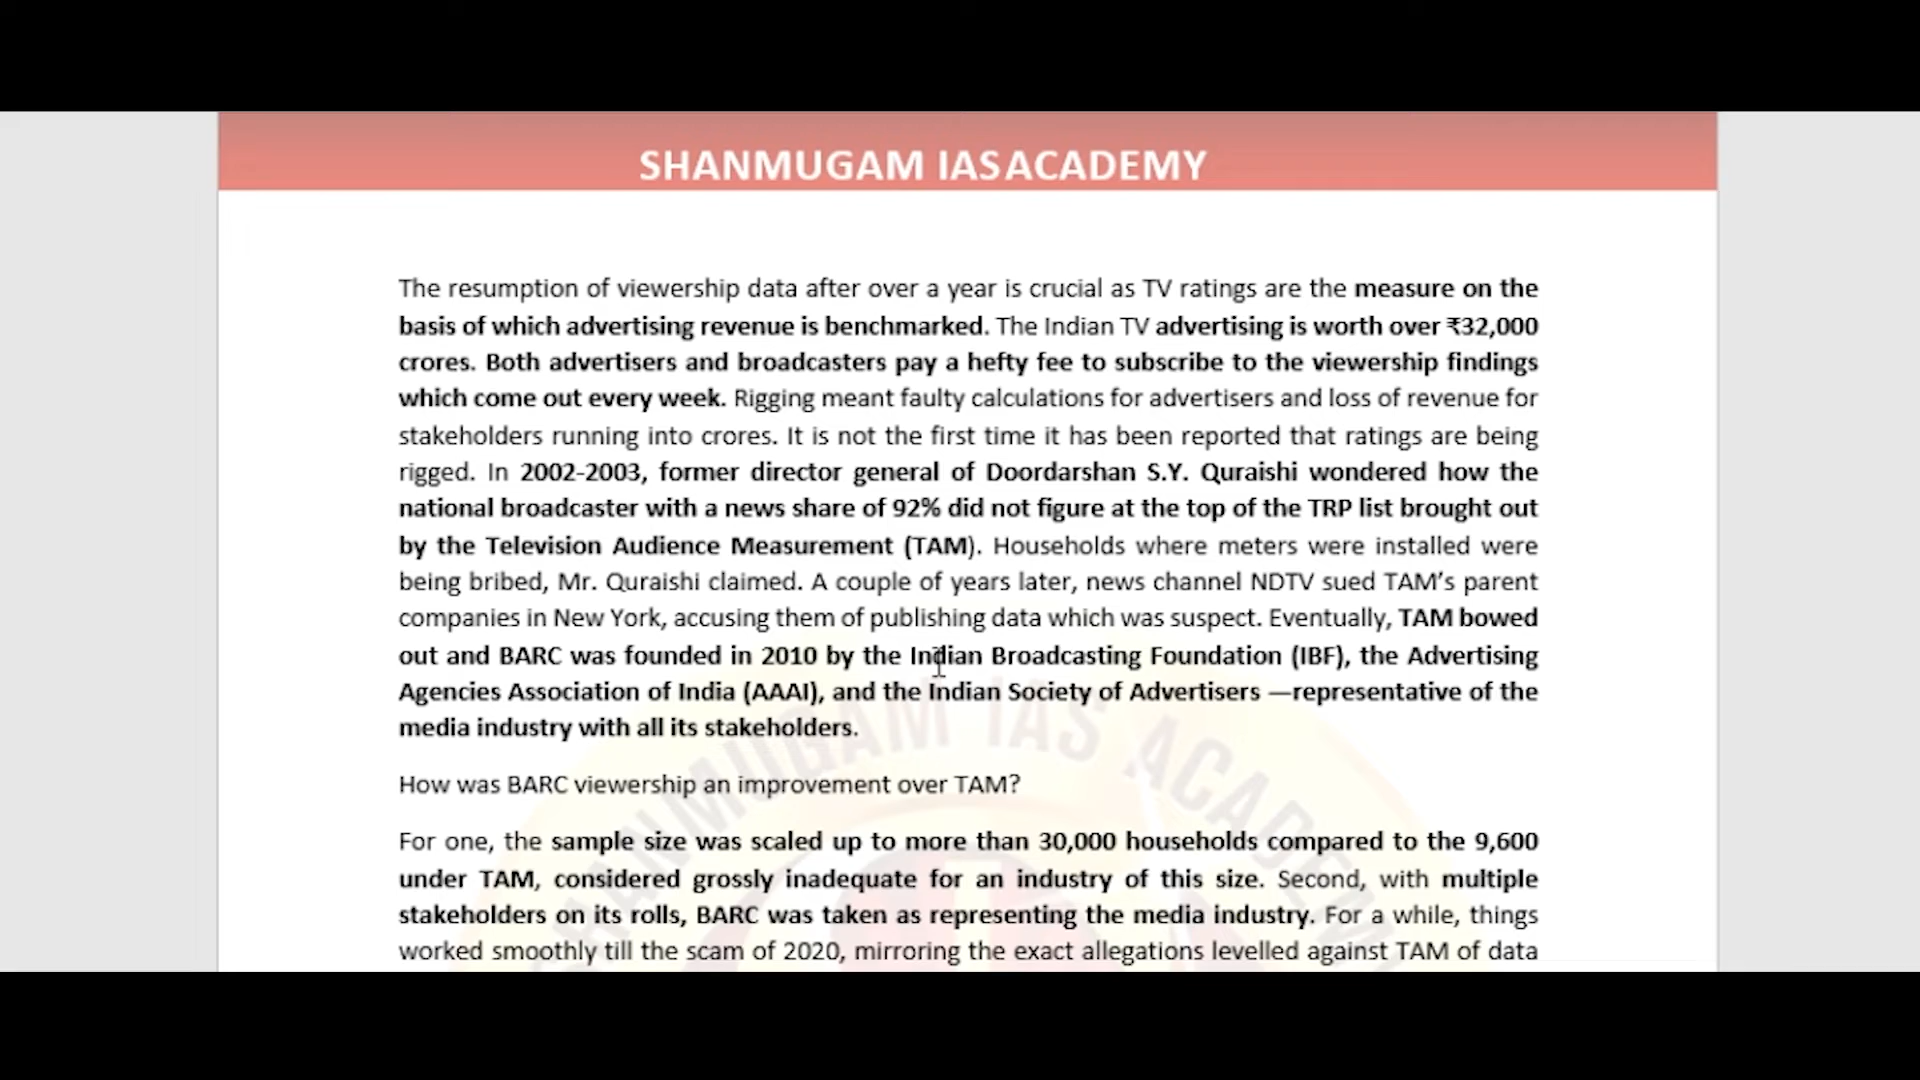 SHANMUGAM IAS ACADEMY
The resumption of viewership data after over a year is crucial as TV ratings are the measure on the
basis of which advertising revenue is benchmarked. The Indian TV advertising is worth over ₹32,000
crores. Both advertisers and broadcasters pay a hefty fee to subscribe to the viewership findings
which come out every week. Rigging meant faulty calculations for advertisers and loss of revenue for
stakeholders running into crores. It is not the first time it has been reported that ratings are being
rigged. In 2002-2003, former director general of Doordarshan S.Y. Quraishi wondered how the
national broadcaster with a news share of 92% did not figure at the top of the TRP list brought out
by the Television Audience Measurement (TAM). Households where meters were installed were
being bribed, Mr. Quraishi claimed. A couple of years later, news channel NDTV sued TAM’s parent
companies in New York, accusing them of publishing data which was suspect. Eventually, TAM bowed
out and BARC was founded in 2010 by the Indian Broadcasting Foundation (IBF), the Advertising
Agencies Association of India (AAAI), and the Indian Society of Advertisers —representative of the
media industry with all its stakeholders.
How was BARC viewership an improvement over TAM?
For one, the sample size was scaled up to more than 30,000 households compared to the 9,600
under TAM, considered grossly inadequate for an industry of this size. Second, with multiple
stakeholders on its rolls, BARC was taken as representing the media industry. For a while, things
worked smoothly till the scam of 2020, mirroring the exact allegations levelled against TAM of data
SHANMUGAM IAS ACADEM